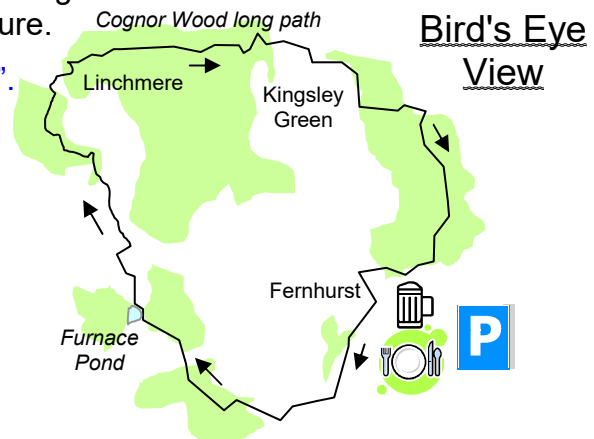 ure.
”.
Cognor Wood long path
Bird's Eye
View
Linchmere
Kingsley
Green
Fernhurst
Furnace
Pond
P